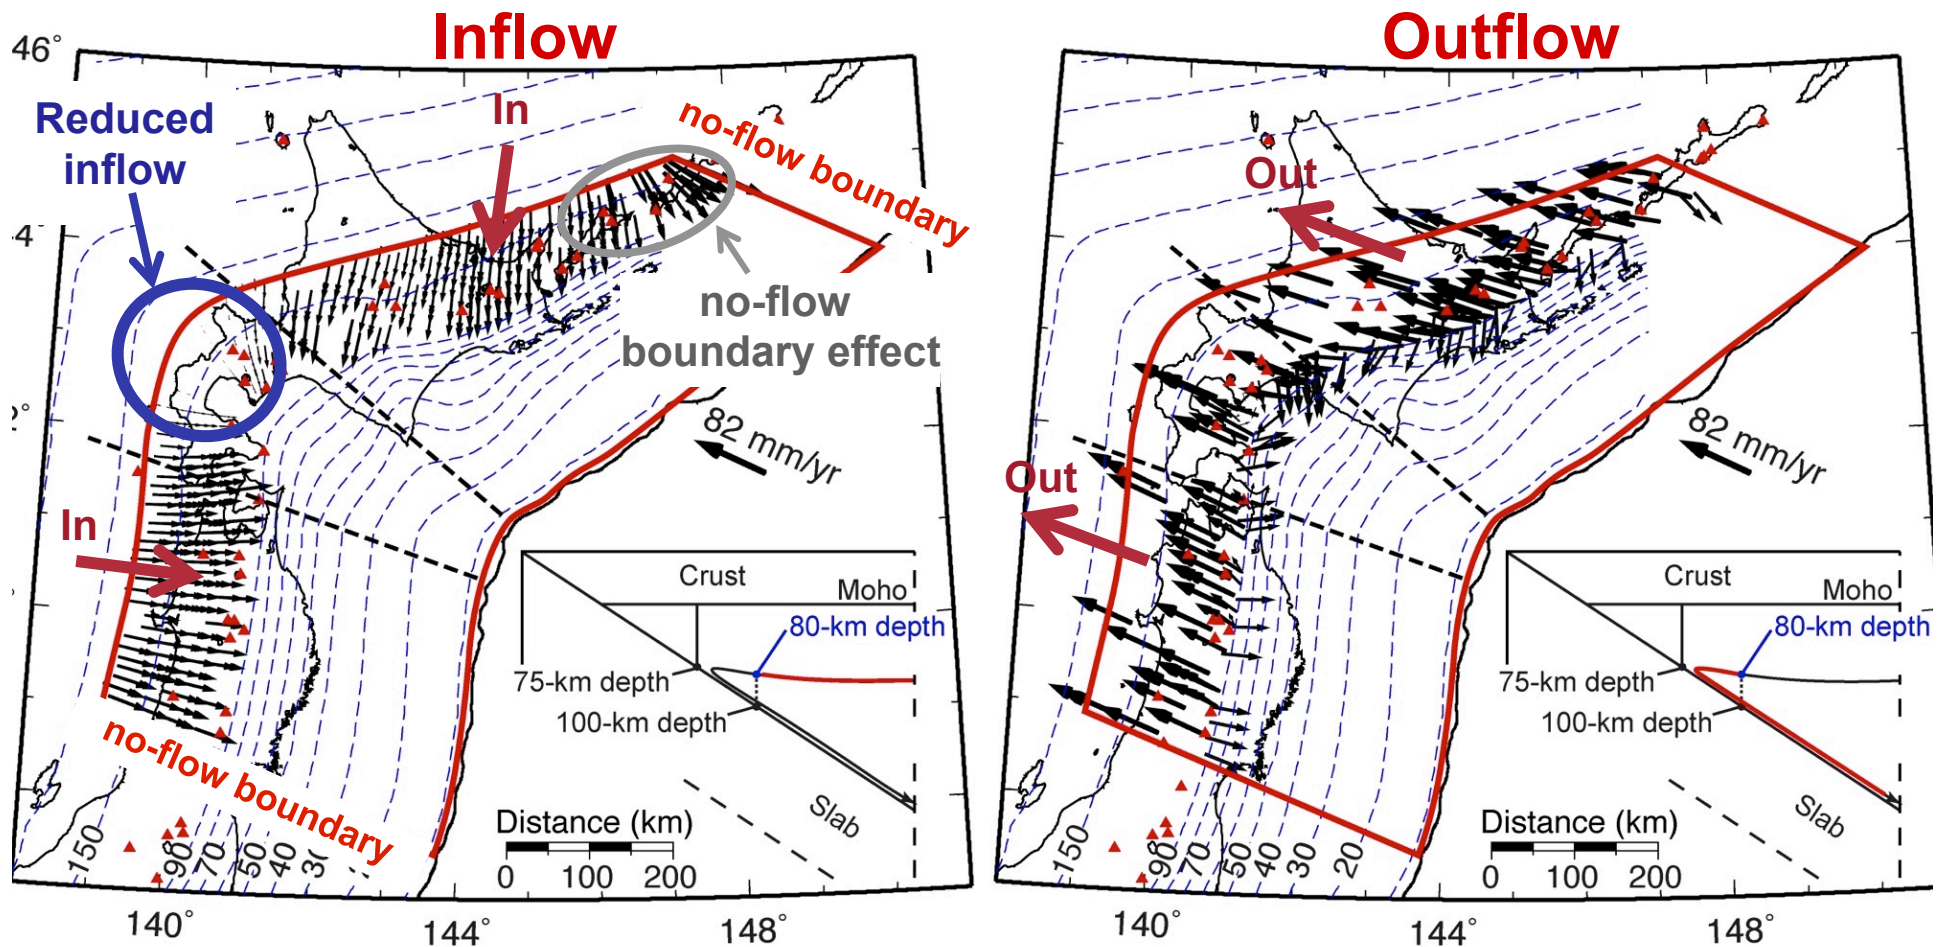 Inflow
46°
Reduced
inflow
In
no-flow boundary
4°
no-flow
boundary effect
2°
82 mm/yr
In
Crust
Moho
80-km depth
75-km depth
100-km depth
no-flow boundary
Slab
Distance (km)
0 100 200
150 90 70 50 40
140° 144° 148°
Outflow
Out
82 mm/yr
Out
Crust
Moho
80-km depth
75-km depth
100-km depth
Slab
Distance (km)
0 100 200
150 90 70 50 40 30 20
140° 144° 148°